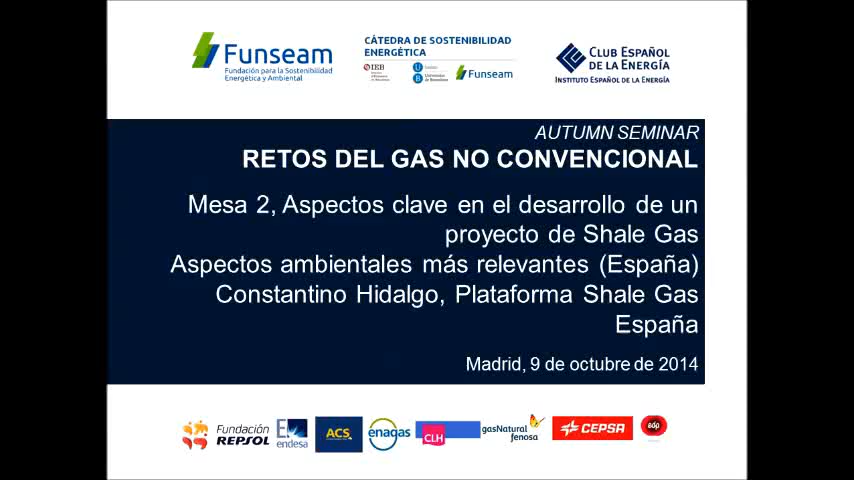 Funseam
Fundación para la Sostenibilidad
Energética y Ambiental
CÁTEDRA DE SOSTENIBILIDAD
ENERGÉTICA
IEB
UB
Funseam
CLUB ESPAÑOL
DE LA ENERGÍA
INSTITUTO ESPAÑOL DE LA ENERGÍA
AUTUMN SEMINAR
RETOS DEL GAS NO CONVENCIONAL
Mesa 2, Aspectos clave en el desarrollo de un
proyecto de Shale Gas
Aspectos ambientales más relevantes (España)
Constantino Hidalgo, Plataforma Shale Gas
España
Madrid, 9 de octubre de 2014
Fundación
REPSOL
endesa
ACS
enagas
CLH
gasNatural
fenosa
CEPSA
edp